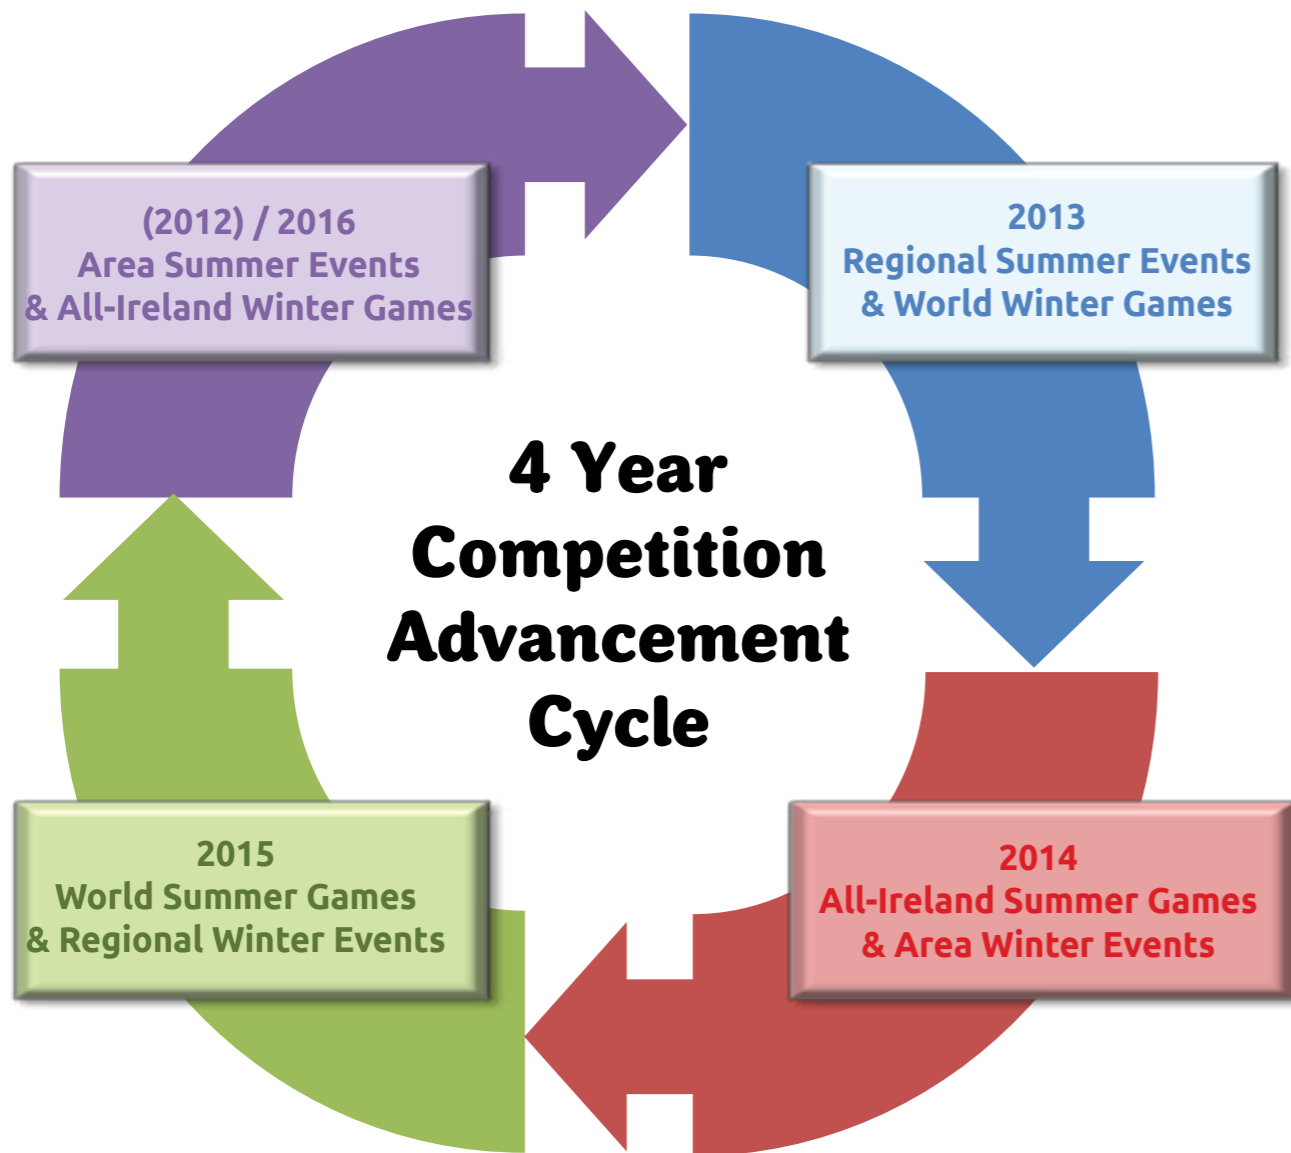 (2012) / 2016
Area Summer Events
& All-Ireland Winter Games
2013
Regional Summer Events
& World Winter Games
4 Year
Competition
Advancement
Cycle
2015
World Summer Games
& Regional Winter Events
2014
All-Ireland Summer Games
& Area Winter Events